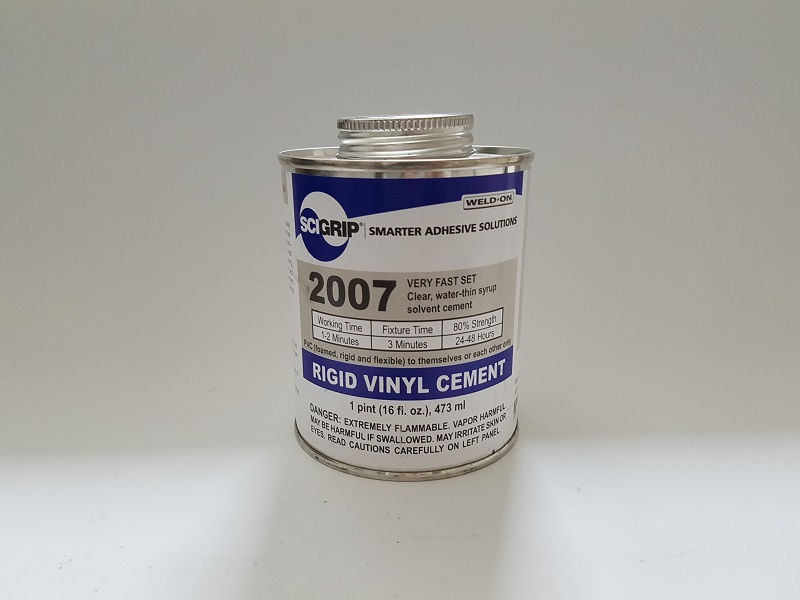 WELD-ON
SCIGRIP® SMARTER ADHESIVE SOLUTIONS
2007
VERY FAST SET
Clear, water-thin syrup
solvent cement
Working Time Fixture Time 80% Strength
1-2 Minutes 3 Minutes 24-48 Hours
PVC (foamed, rigid and flexible) to themselves or each other only
RIGID VINYL CEMENT
1 pint (16 fl. oz.), 473 ml
DANGER: EXTREMELY FLAMMABLE. VAPOR HARMFUL
MAY BE HARMFUL IF SWALLOWED. MAY IRRITATE SKIN OR
EYES. READ CAUTIONS CAREFULLY ON LEFT PANEL.